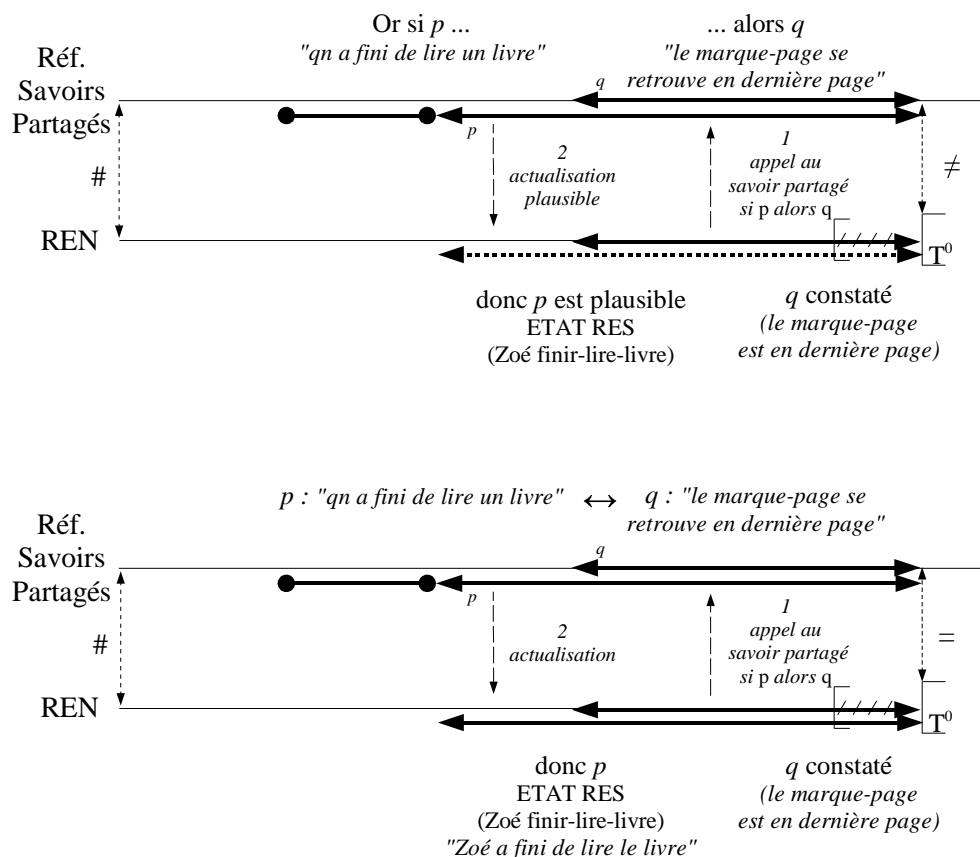 Or si p ...
"qn a fini de lire un livre"
... alors q
"le marque-page se
retrouve en dernière page"
Réf.
Savoirs
Partagés
q
p
#
2
actualisation
plausible
1
appel au
savoir partagé
si p alors q
≠
REN
T⁰
donc p est plausible
ETAT RES
(Zoé finir-lire-livre)
q constaté
(le marque-page
est en dernière page)
p : "qn a fini de lire un livre" ↔ q : "le marque-page se
retrouve en dernière page"
Réf.
Savoirs
Partagés
q
p
#
2
actualisation
1
appel au
savoir partagé
si p alors q
=
REN
T⁰
donc p
ETAT RES
(Zoé finir-lire-livre)
"Zoé a fini de lire le livre"
q constaté
(le marque-page
est en dernière page)